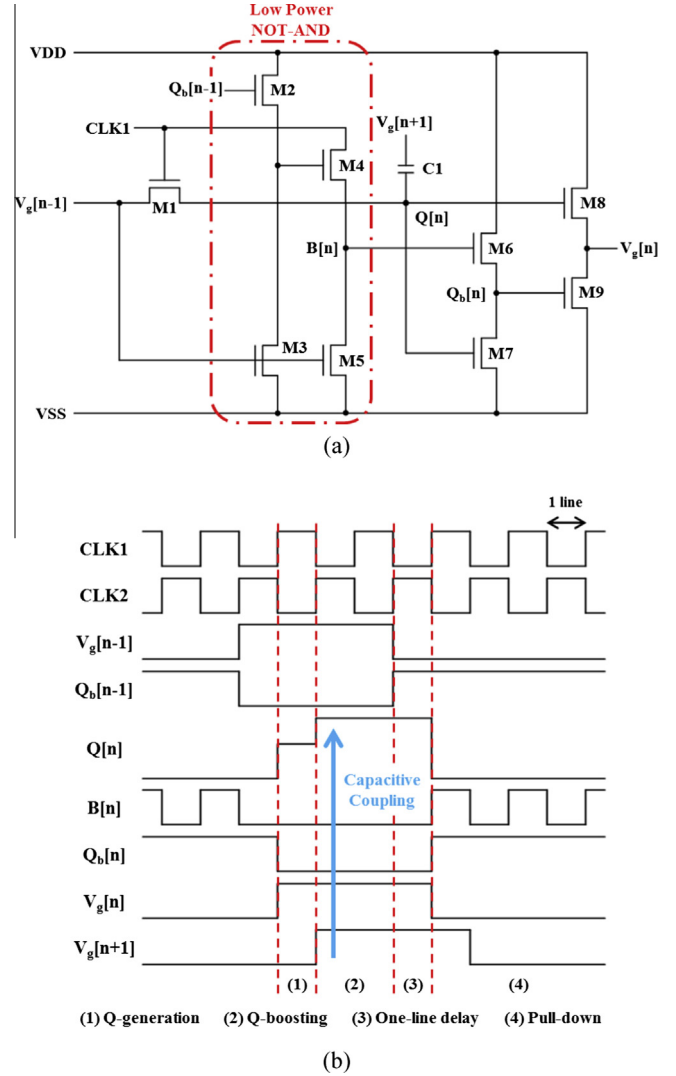 (a)
Low Power
NOT-AND
VDD
Qb[n-1]
M2
CLK1
Vg[n+1]
M4
C1
Vg[n-1]
M1
Q[n]
M8
B[n]
M6
Vg[n]
Qb[n]
M9
M3
M5
M7
VSS
(a)
1 line
CLK1
CLK2
Vg[n-1]
Qb[n-1]
Q[n]
Capacitive
Coupling
B[n]
Qb[n]
Vg[n]
Vg[n+1]
(1) (2) (3) (4)
(1) Q-generation (2) Q-boosting (3) One-line delay (4) Pull-down
(b)